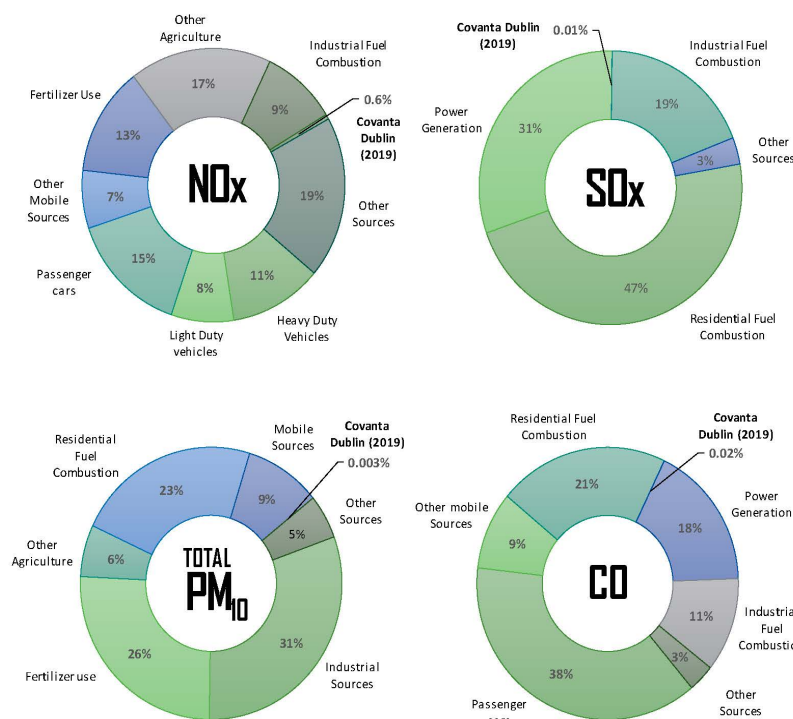 Other
Agriculture
Industrial Fuel
Combustion
Fertilizer Use
17%
9%
0.6%
Covanta
Dublin
(2019)
13%
NOx
Other
Mobile
Sources
7%
19%
Other
Sources
Passenger
cars
15%
8%
11%
Light Duty
vehicles
Heavy Duty
Vehicles
Covanta Dublin
(2019)
0.01%
Industrial Fuel
Combustion
Power
Generation
31%
19%
Other
Sources
3%
SOx
47%
Residential Fuel
Combustion
Residential
Fuel
Combustion
Mobile
Sources
Covanta
Dublin (2019)
0.003%
23%
9%
Other
Sources
5%
Other
Agriculture
6%
TOTAL
PM10
Fertilizer use
26%
31%
Industrial
Sources
Residential Fuel
Combustion
Covanta
Dublin (2019)
0.02%
21%
Other mobile
Sources
9%
Power
Generation
18%
CO
11%
Fuel
3%
38%
Passenger
Other
Sources